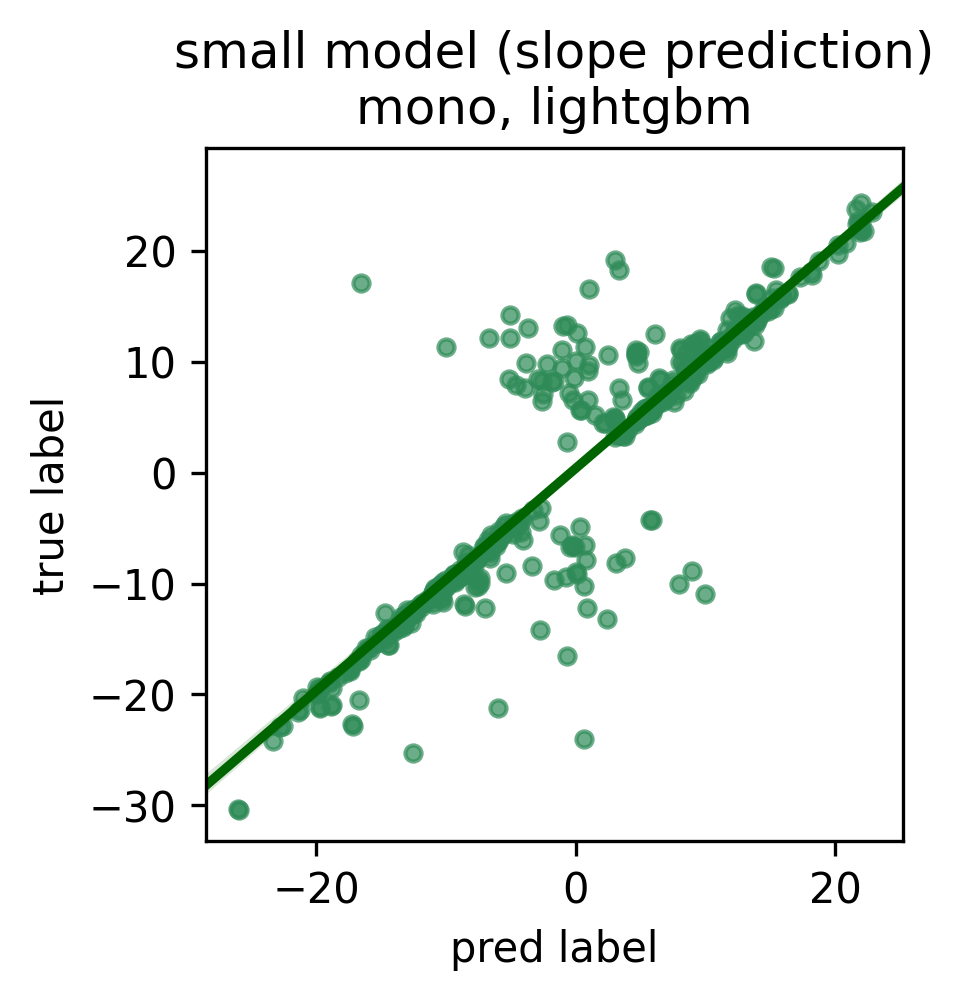 small model (slope prediction)
mono, lightgbm
20
10
0
−10
−20
−30
true label
−20 0 20
pred label